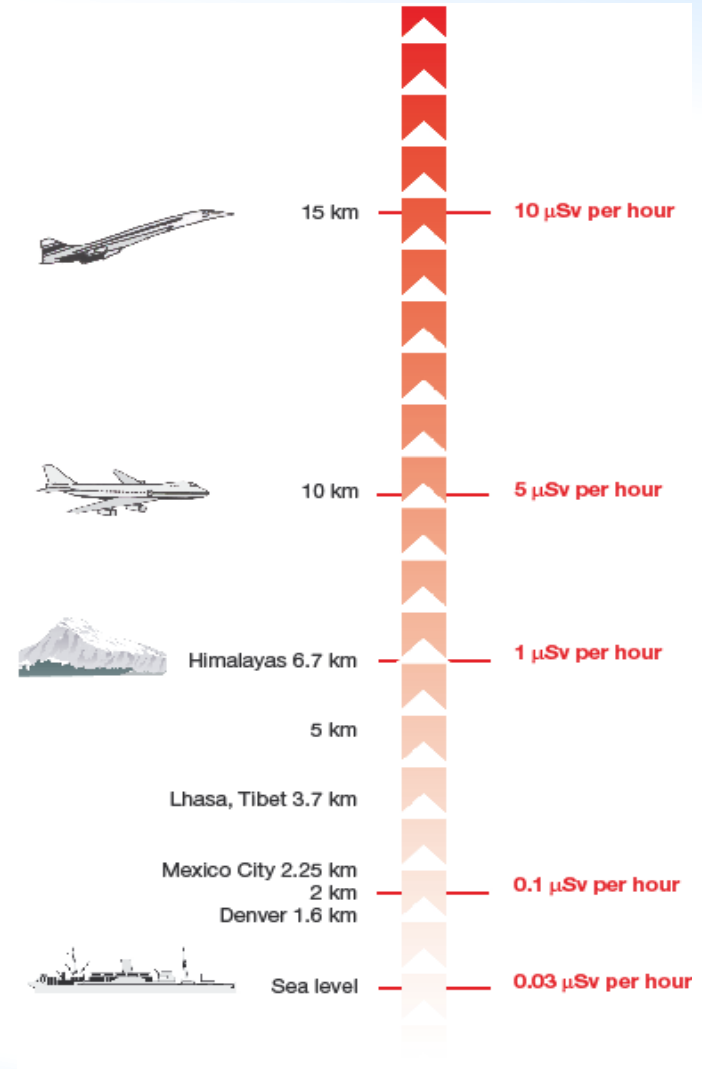 15 km
10 μSv per hour
10 km
5 μSv per hour
Himalayas 6.7 km
1 μSv per hour
5 km
Lhasa, Tibet 3.7 km
Mexico City 2.25 km
2 km
0.1 μSv per hour
Denver 1.6 km
Sea level
0.03 μSv per hour